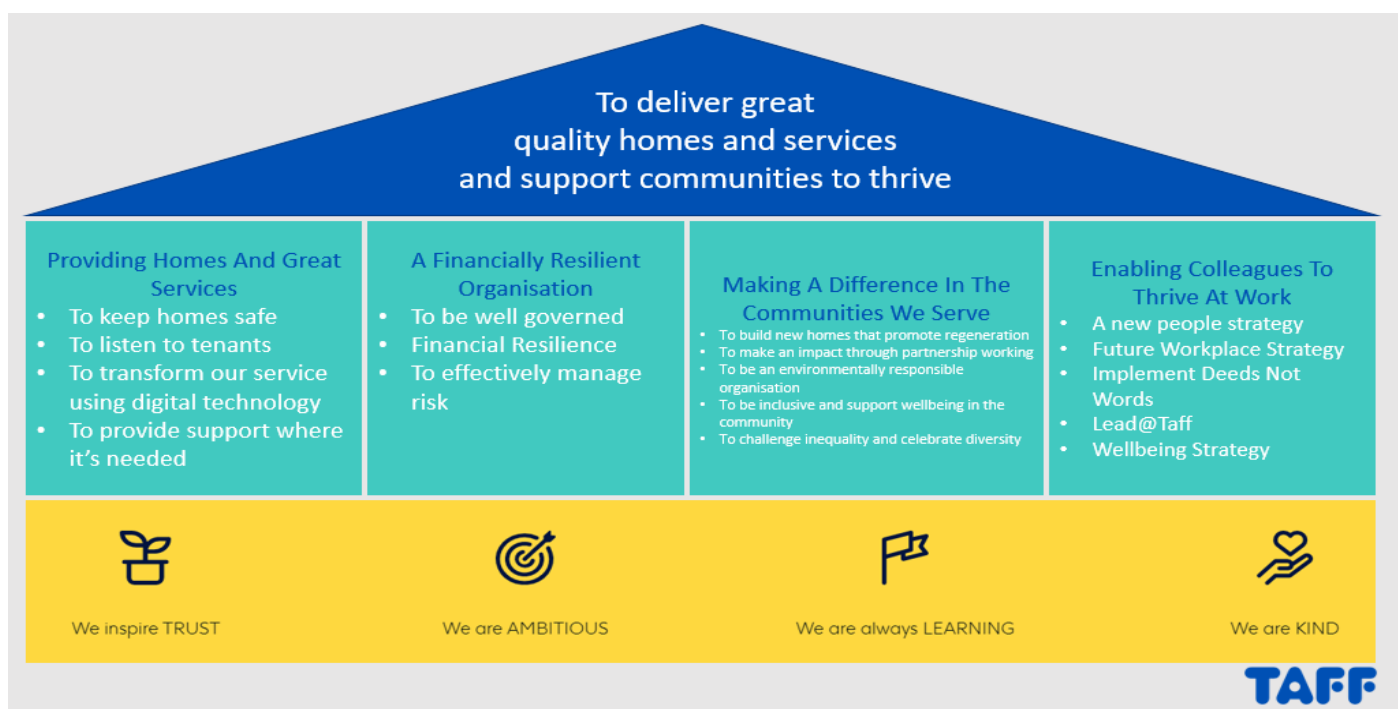 To deliver great
quality homes and services
and support communities to thrive
Providing Homes And Great
Services
• To keep homes safe
• To listen to tenants
• To transform our service
using digital technology
• To provide support where
it's needed
A Financially Resilient
Organisation
• To be well governed
• Financial Resilience
• To effectively manage
risk
Making A Difference In The
Communities We Serve
• To build new homes that promote regeneration
• To make an impact through partnership working
• To be an environmentally responsible
organisation
• To be inclusive and support wellbeing in the
community
• To challenge inequality and celebrate diversity
Enabling Colleagues To
Thrive At Work
• A new people strategy
• Future Workplace Strategy
• Implement Deeds Not
Words
• Lead@Taff
• Wellbeing Strategy
We inspire TRUST
We are AMBITIOUS
We are always LEARNING
We are KIND
TAFF